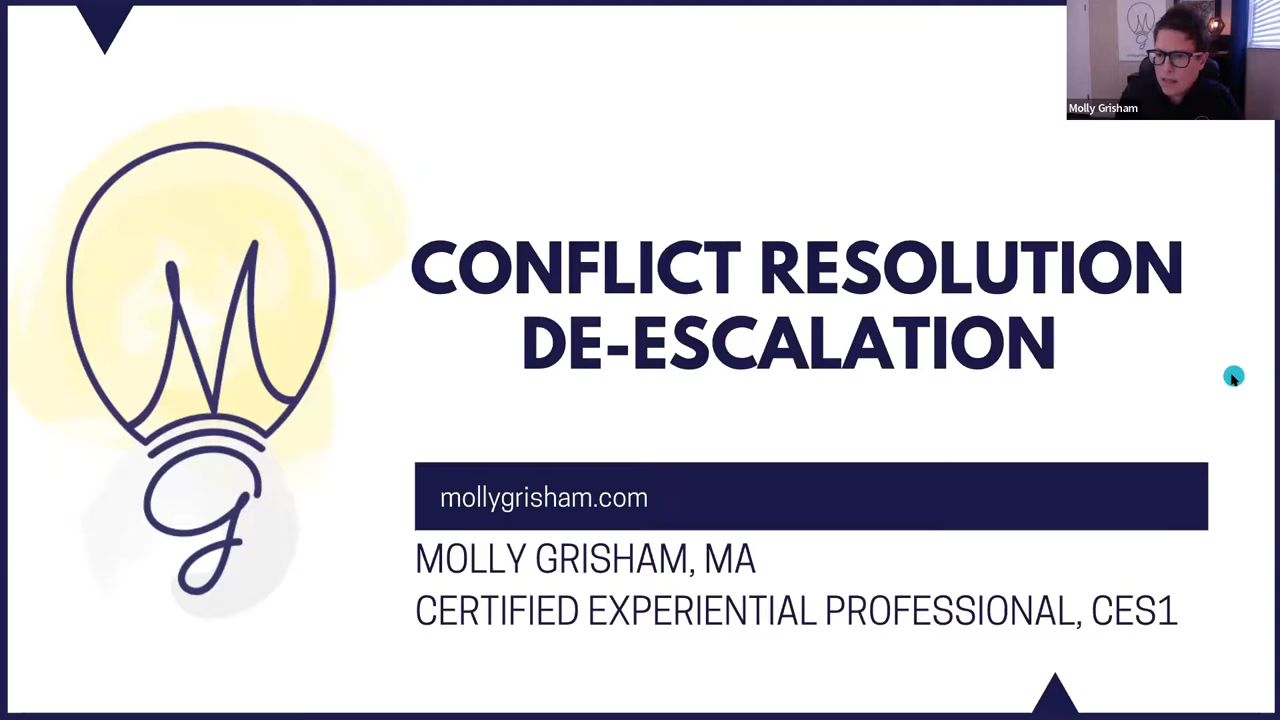 Molly Grisham
CONFLICT RESOLUTION
DE-ESCALATION
mollygrisham.com
MOLLY GRISHAM, MA
CERTIFIED EXPERIENTIAL PROFESSIONAL, CES1
M
g